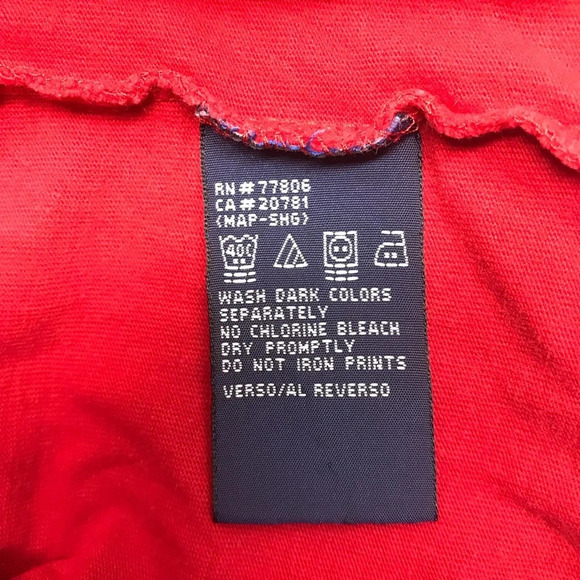 RN#77806
CA#20781
(MAP-SHG)
40C
WASH DARK COLORS
SEPARATELY
NO CHLORINE BLEACH
DRY PROMPTLY
DO NOT IRON PRINTS
VERSO/AL REVERSO